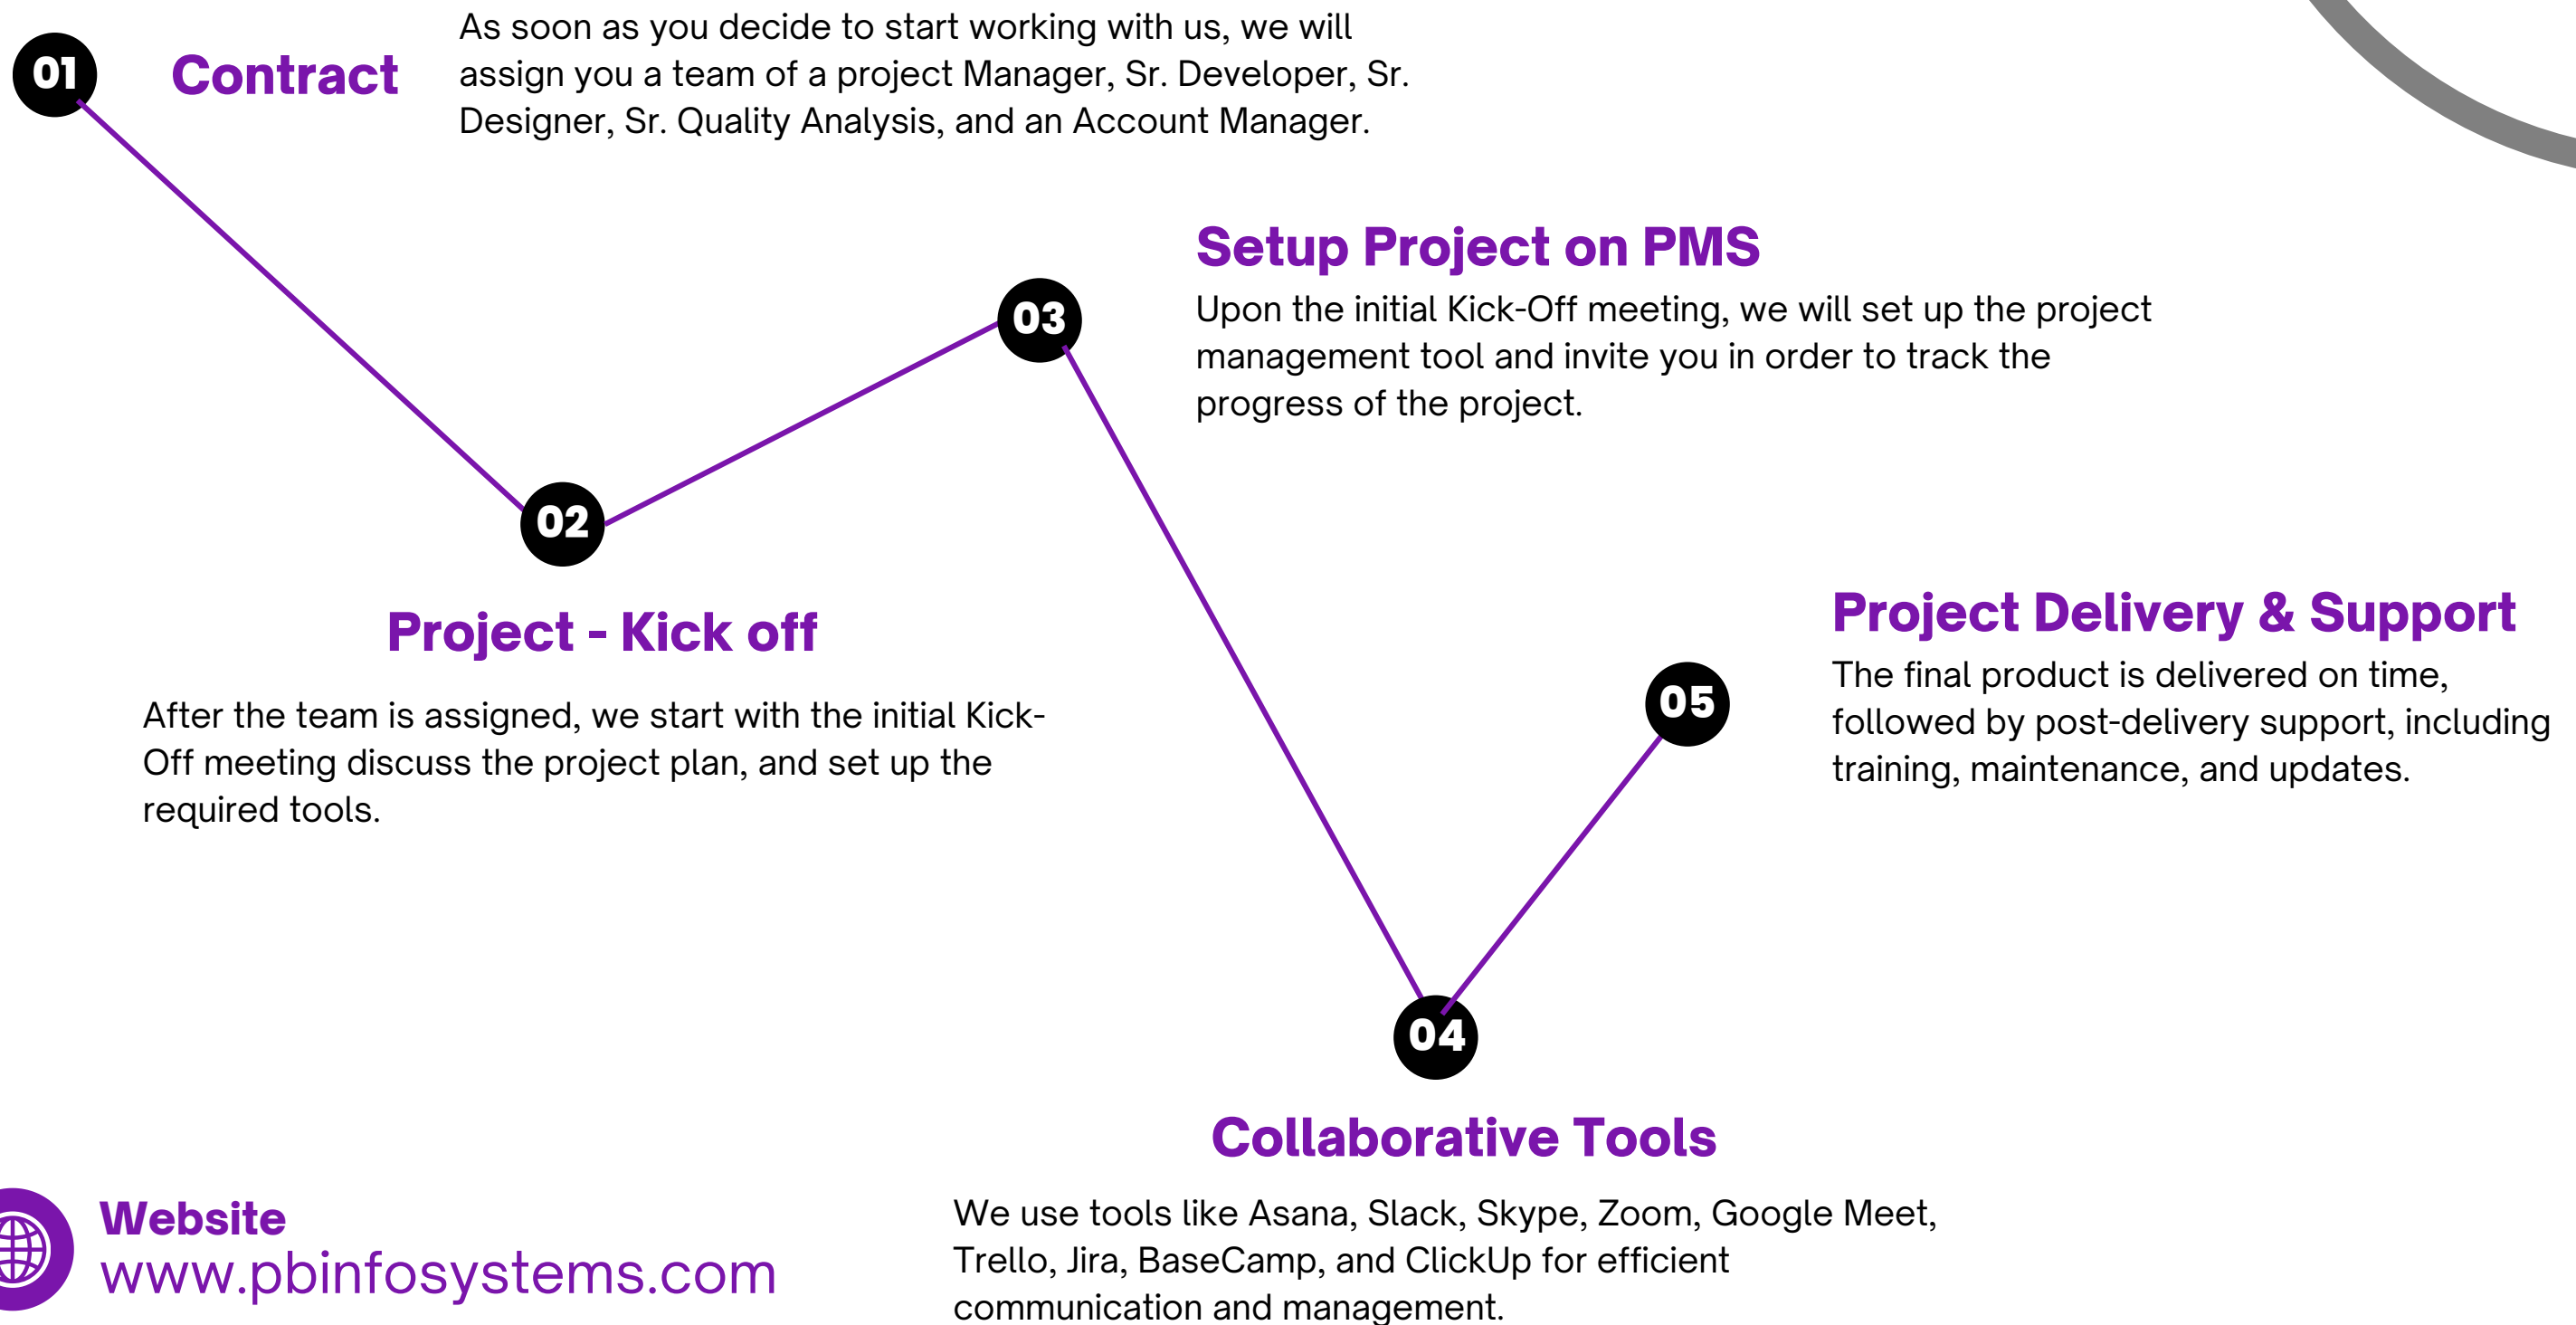 01
Contract
As soon as you decide to start working with us, we will
assign you a team of a project Manager, Sr. Developer, Sr.
Designer, Sr. Quality Analysis, and an Account Manager.
02
Project - Kick off
After the team is assigned, we start with the initial Kick-
Off meeting discuss the project plan, and set up the
required tools.
03
Setup Project on PMS
Upon the initial Kick-Off meeting, we will set up the project
management tool and invite you in order to track the
progress of the project.
04
Collaborative Tools
We use tools like Asana, Slack, Skype, Zoom, Google Meet,
Trello, Jira, BaseCamp, and ClickUp for efficient
communication and management.
05
Project Delivery & Support
The final product is delivered on time,
followed by post-delivery support, including
training, maintenance, and updates.
Website
www.pbinfosystems.com